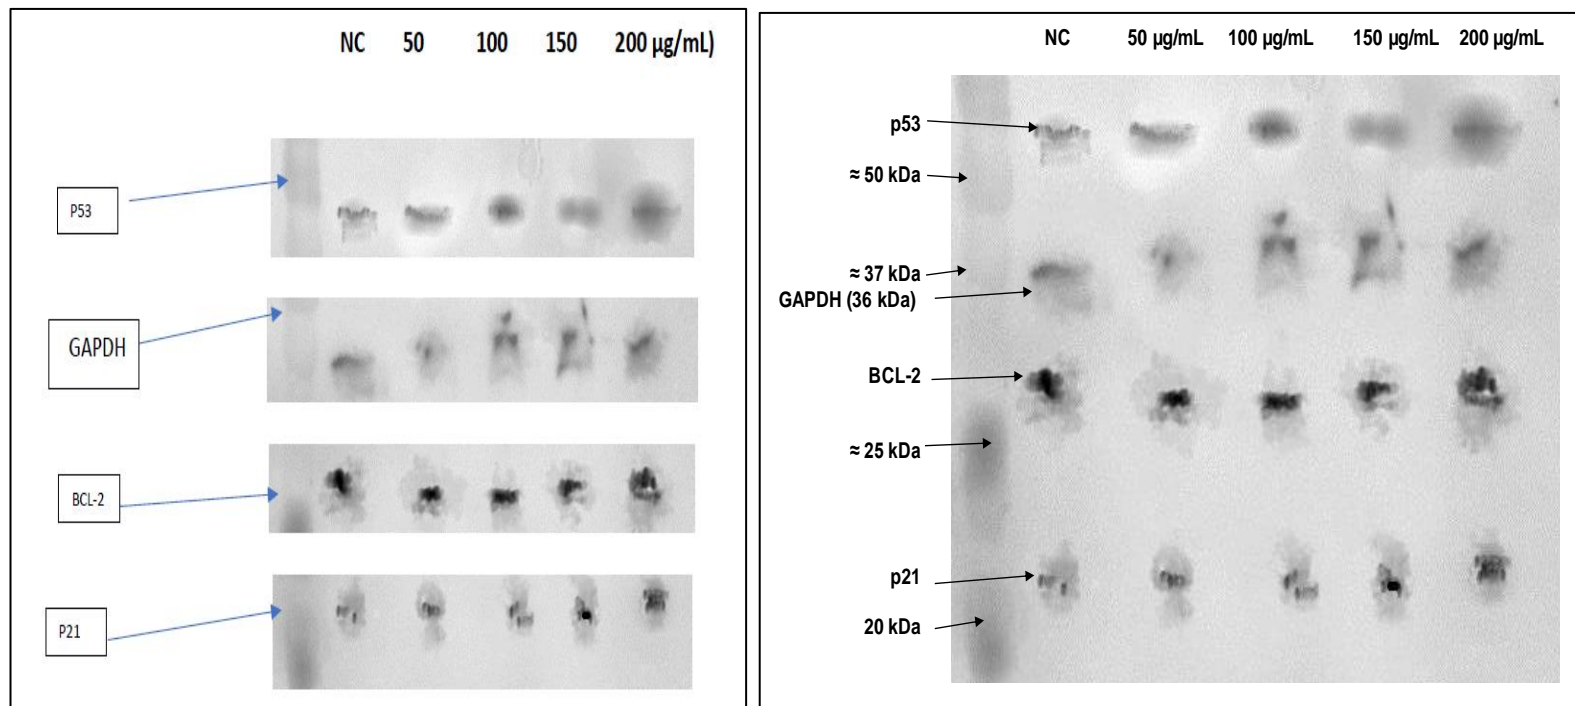 NC 50 100 150 200 µg/mL)
P53
GAPDH
BCL-2
P21
NC 50 µg/mL 100 µg/mL 150 µg/mL 200 µg/mL
p53
≈ 50 kDa
≈ 37 kDa
GAPDH (36 kDa)
BCL-2
≈ 25 kDa
p21
20 kDa